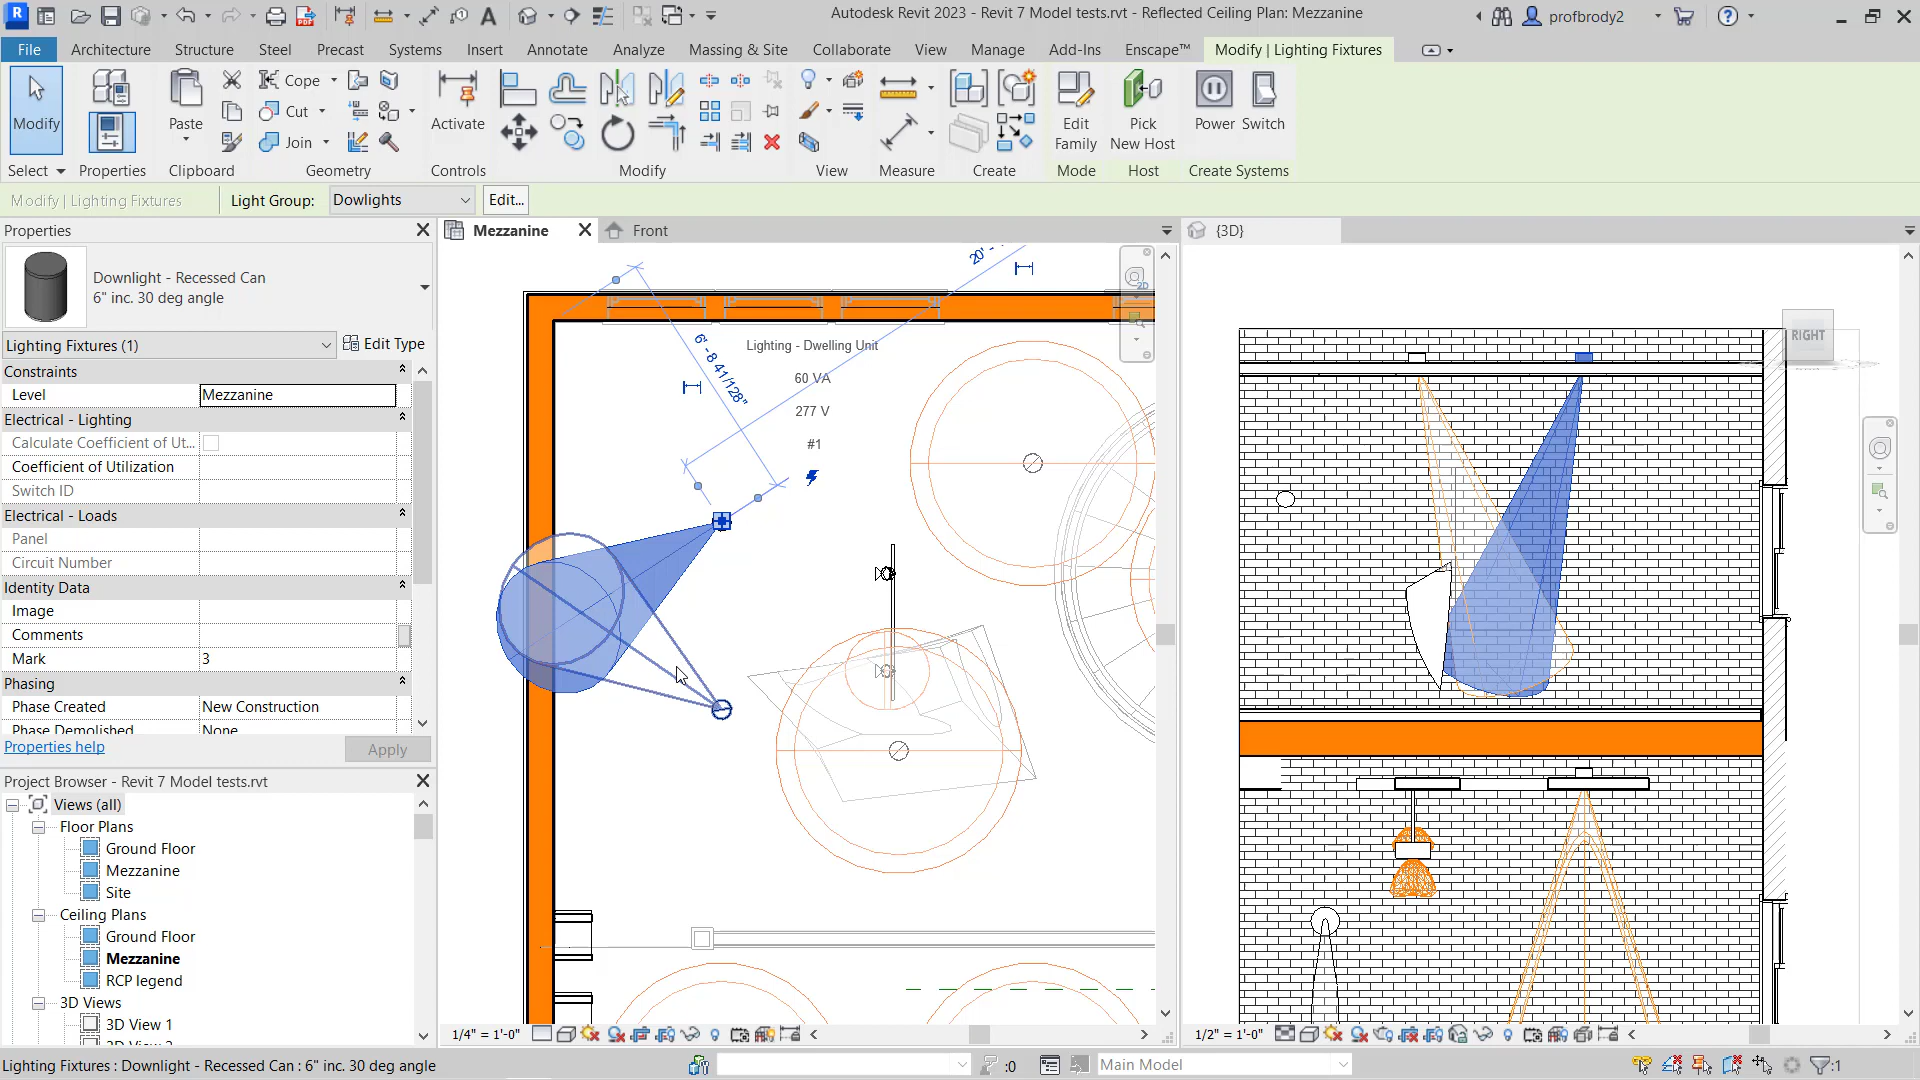 Autodesk Revit 2023 - Revit 7 Model tests.rvt - Reflected Ceiling Plan: Mezzanine
profbrody2
File
Architecture
Structure
Steel
Precast
Systems
Insert
Annotate
Analyze
Massing & Site
Collaborate
View
Manage
Add-Ins
Enscape™
Modify | Lighting Fixtures
Modify
Paste
Cope
Cut
Join
Activate
Edit Family
Pick New Host
Power
Switch
Select
Properties
Clipboard
Geometry
Controls
Modify
View
Measure
Create
Mode
Host
Create Systems
Modify | Lighting Fixtures
Light Group:
Dowlights
Edit...
Properties
Downlight - Recessed Can
6" inc. 30 deg angle
Lighting Fixtures (1)
Edit Type
Constraints
Level Mezzanine
Electrical - Lighting
Calculate Coefficient of Ut...
Coefficient of Utilization
Switch ID
Electrical - Loads
Panel
Circuit Number
Identity Data
Image
Comments
Mark 3
Phasing
Phase Created New Construction
Phase Demolished None
Properties help
Apply
Project Browser - Revit 7 Model tests.rvt
Views (all)
Floor Plans
Ground Floor
Mezzanine
Site
Ceiling Plans
Ground Floor
Mezzanine
RCP legend
3D Views
3D View 1
3D View 2
Mezzanine
Front
{3D}
20' -
6' - 8 41/128"
Lighting - Dwelling Unit
60 VA
277 V
#1
2D
RIGHT
1/4" = 1'-0"
1/2" = 1'-0"
Lighting Fixtures : Downlight - Recessed Can : 6" inc. 30 deg angle
:0
Main Model
:1